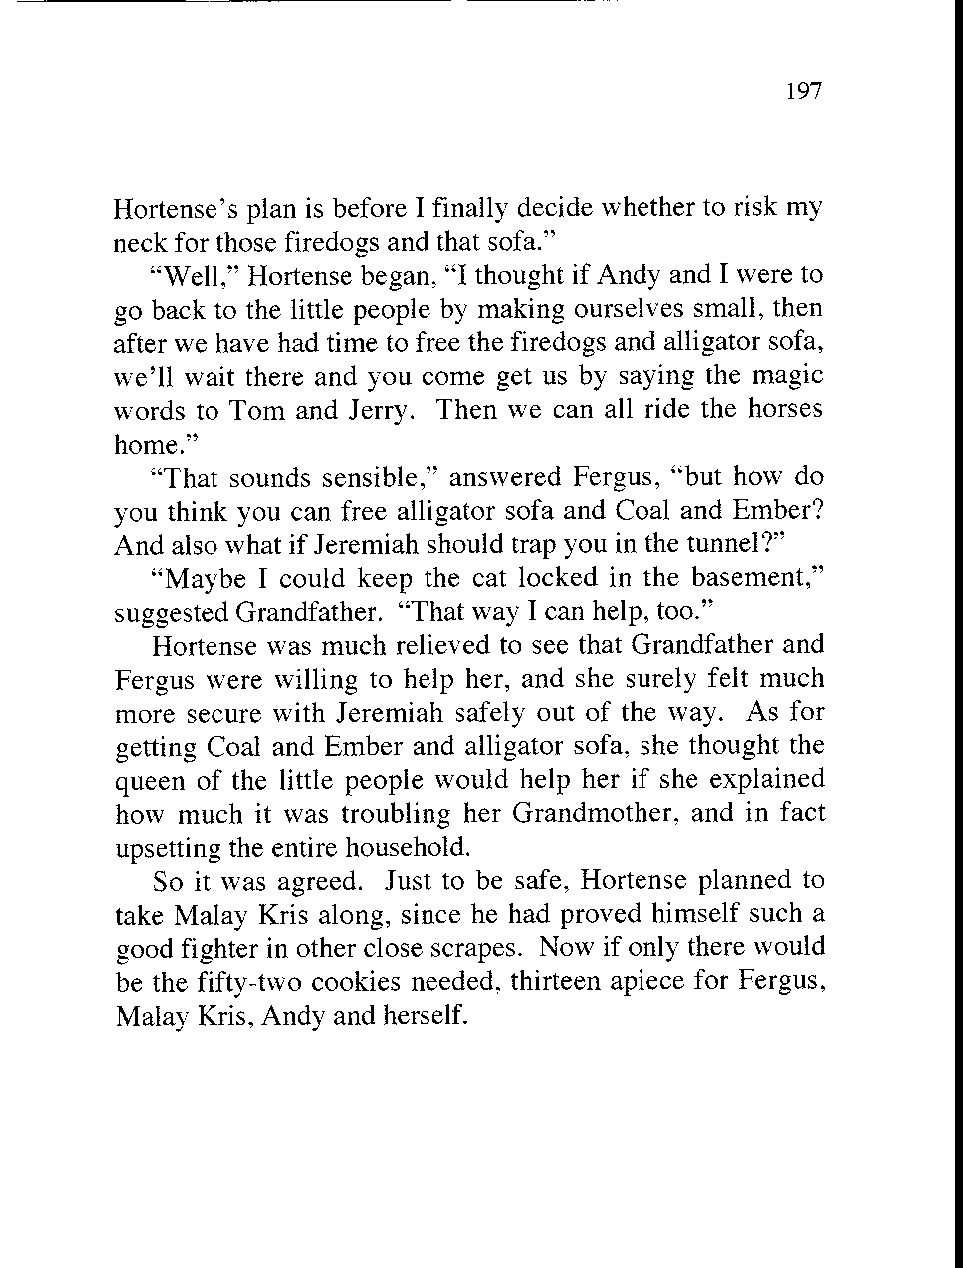 197
Hortense's plan is before I finally decide whether to risk my
neck for those firedogs and that sofa."
“Well,” Hortense began, “I thought if Andy and I were to
go back to the little people by making ourselves small, then
after we have had time to free the firedogs and alligator sofa,
we'll wait there and you come get us by saying the magic
words to Tom and Jerry. Then we can all ride the horses
home.”
“That sounds sensible,” answered Fergus, “but how do
you think you can free alligator sofa and Coal and Ember?
And also what if Jeremiah should trap you in the tunnel?”
“Maybe I could keep the cat locked in the basement,”
suggested Grandfather. “That way I can help, too.”
Hortense was much relieved to see that Grandfather and
Fergus were willing to help her, and she surely felt much
more secure with Jeremiah safely out of the way. As for
getting Coal and Ember and alligator sofa, she thought the
queen of the little people would help her if she explained
how much it was troubling her Grandmother, and in fact
upsetting the entire household.
So it was agreed. Just to be safe, Hortense planned to
take Malay Kris along, since he had proved himself such a
good fighter in other close scrapes. Now if only there would
be the fifty-two cookies needed, thirteen apiece for Fergus,
Malay Kris, Andy and herself.